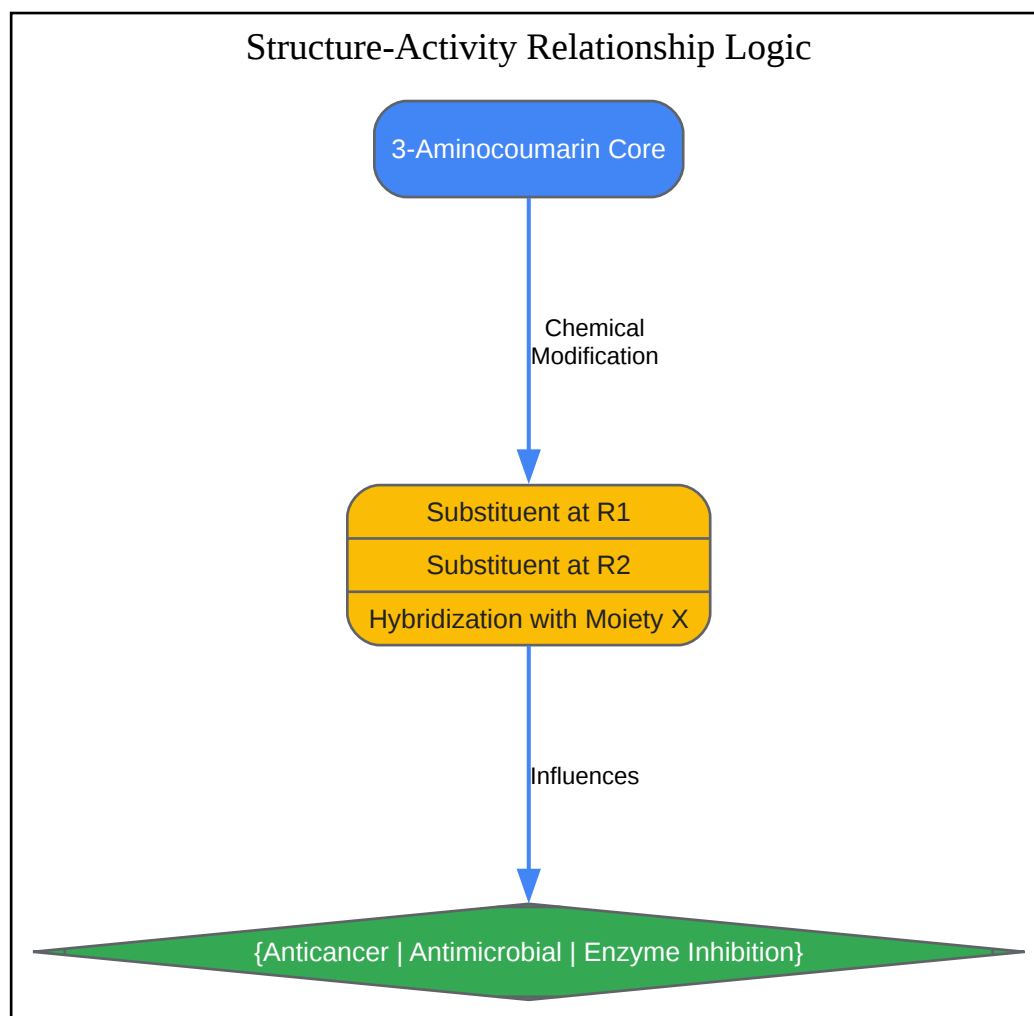 Structure-Activity Relationship Logic
3-Aminocoumarin Core
Chemical
Modification
Substituent at R1
Substituent at R2
Hybridization with Moiety X
Influences
{Anticancer | Antimicrobial | Enzyme Inhibition}